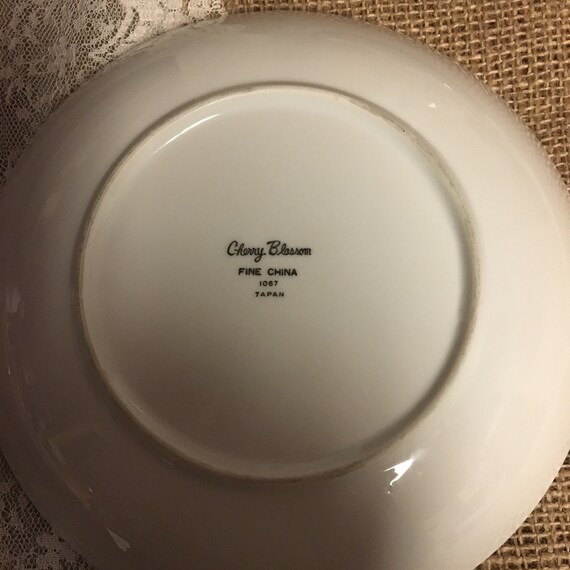 Cherry Blossom
FINE CHINA
1067
JAPAN